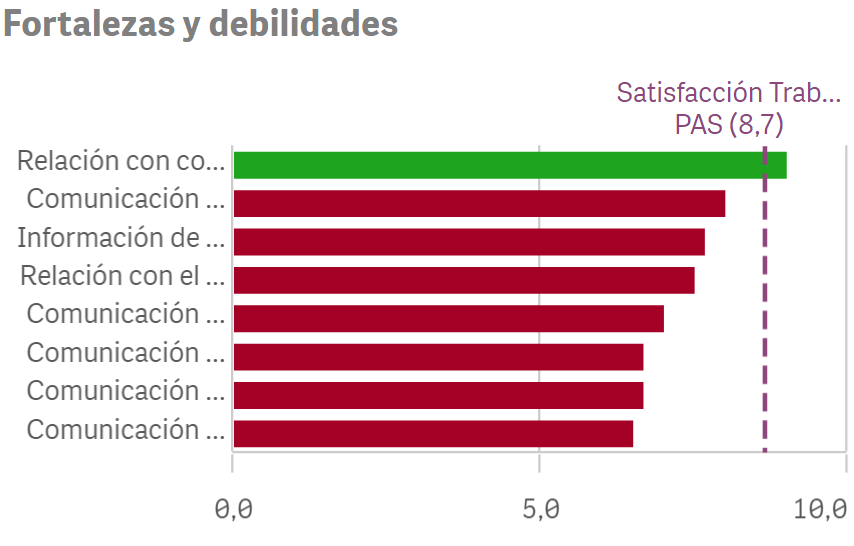 Fortalezas y debilidades
Satisfacción Trab...
PAS (8,7)
Relación con co...
Comunicación ...
Información de ...
Relación con el ...
Comunicación ...
Comunicación ...
Comunicación ...
Comunicación ...
0,0 5,0 10,0